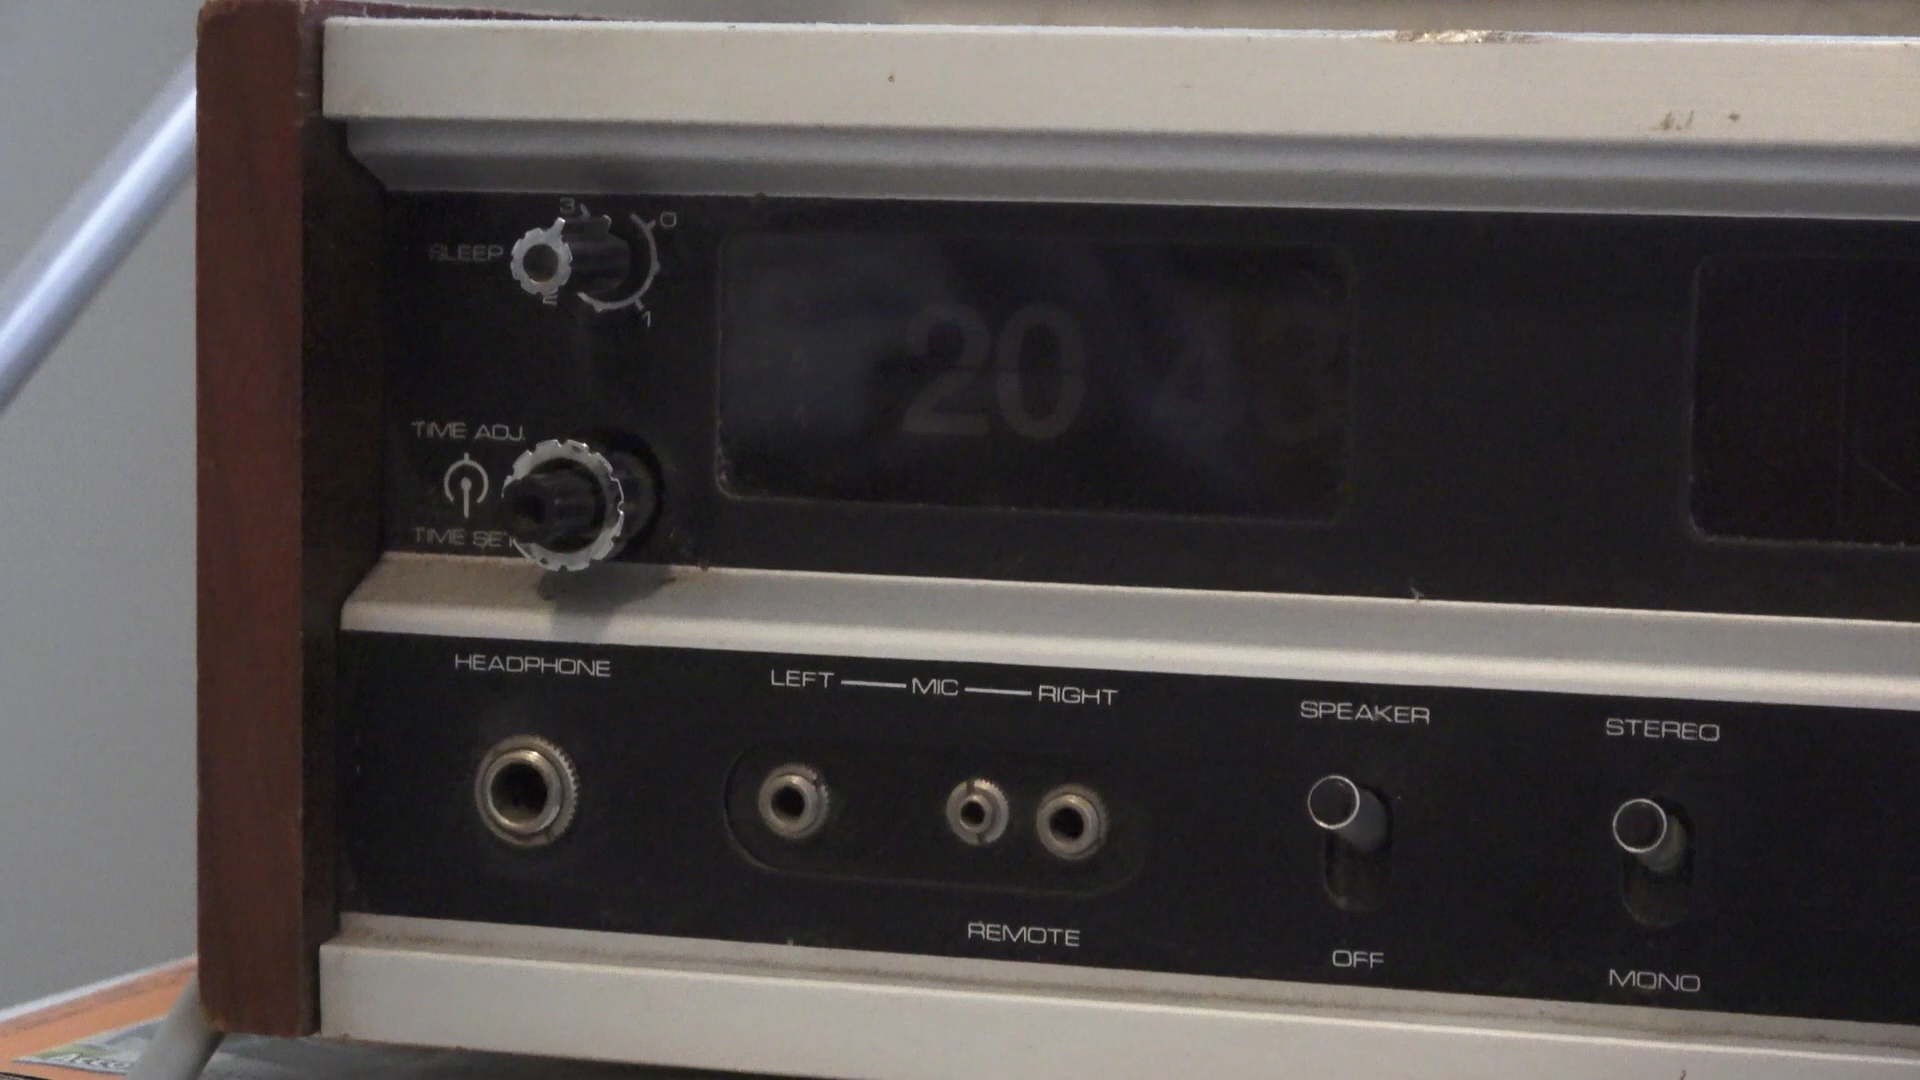 3
0
SLEEP
2
1
20 43
TIME ADJ.
TIME SET
HEADPHONE
LEFT MIC RIGHT
SPEAKER
STEREO
REMOTE
OFF
MONO